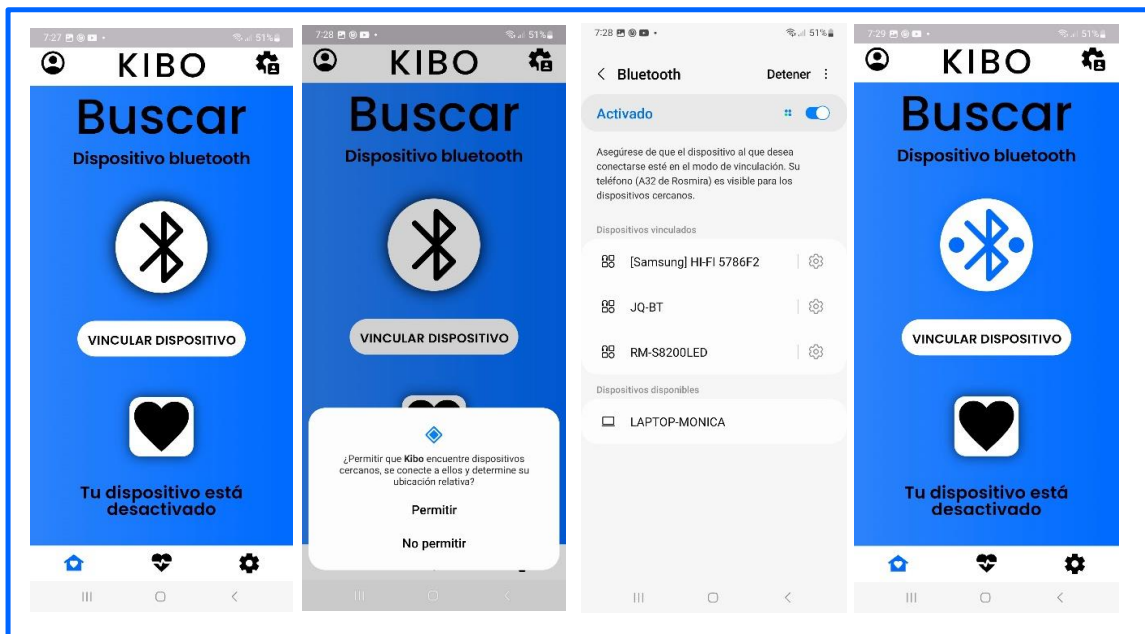 7:27
51%
KIBO
Buscar
Dispositivo bluetooth
VINCULAR DISPOSITIVO
Tu dispositivo está
desactivado
7:28
51%
KIBO
Buscar
Dispositivo bluetooth
VINCULAR DISPOSITIVO
¿Permitir que Kibo encuentre dispositivos
cercanos, se conecte a ellos y determine su
ubicación relativa?
Permitir
No permitir
7:28
51%
Bluetooth
Detener
Activado
Asegúrese de que el dispositivo al que desea
conectarse esté en el modo de vinculación. Su
teléfono (A32 de Rosmira) es visible para los
dispositivos cercanos.
Dispositivos vinculados
[Samsung] HI-FI 5786F2
JQ-BT
RM-S8200LED
Dispositivos disponibles
LAPTOP-MONICA
7:29
51%
KIBO
Buscar
Dispositivo bluetooth
VINCULAR DISPOSITIVO
Tu dispositivo está
desactivado